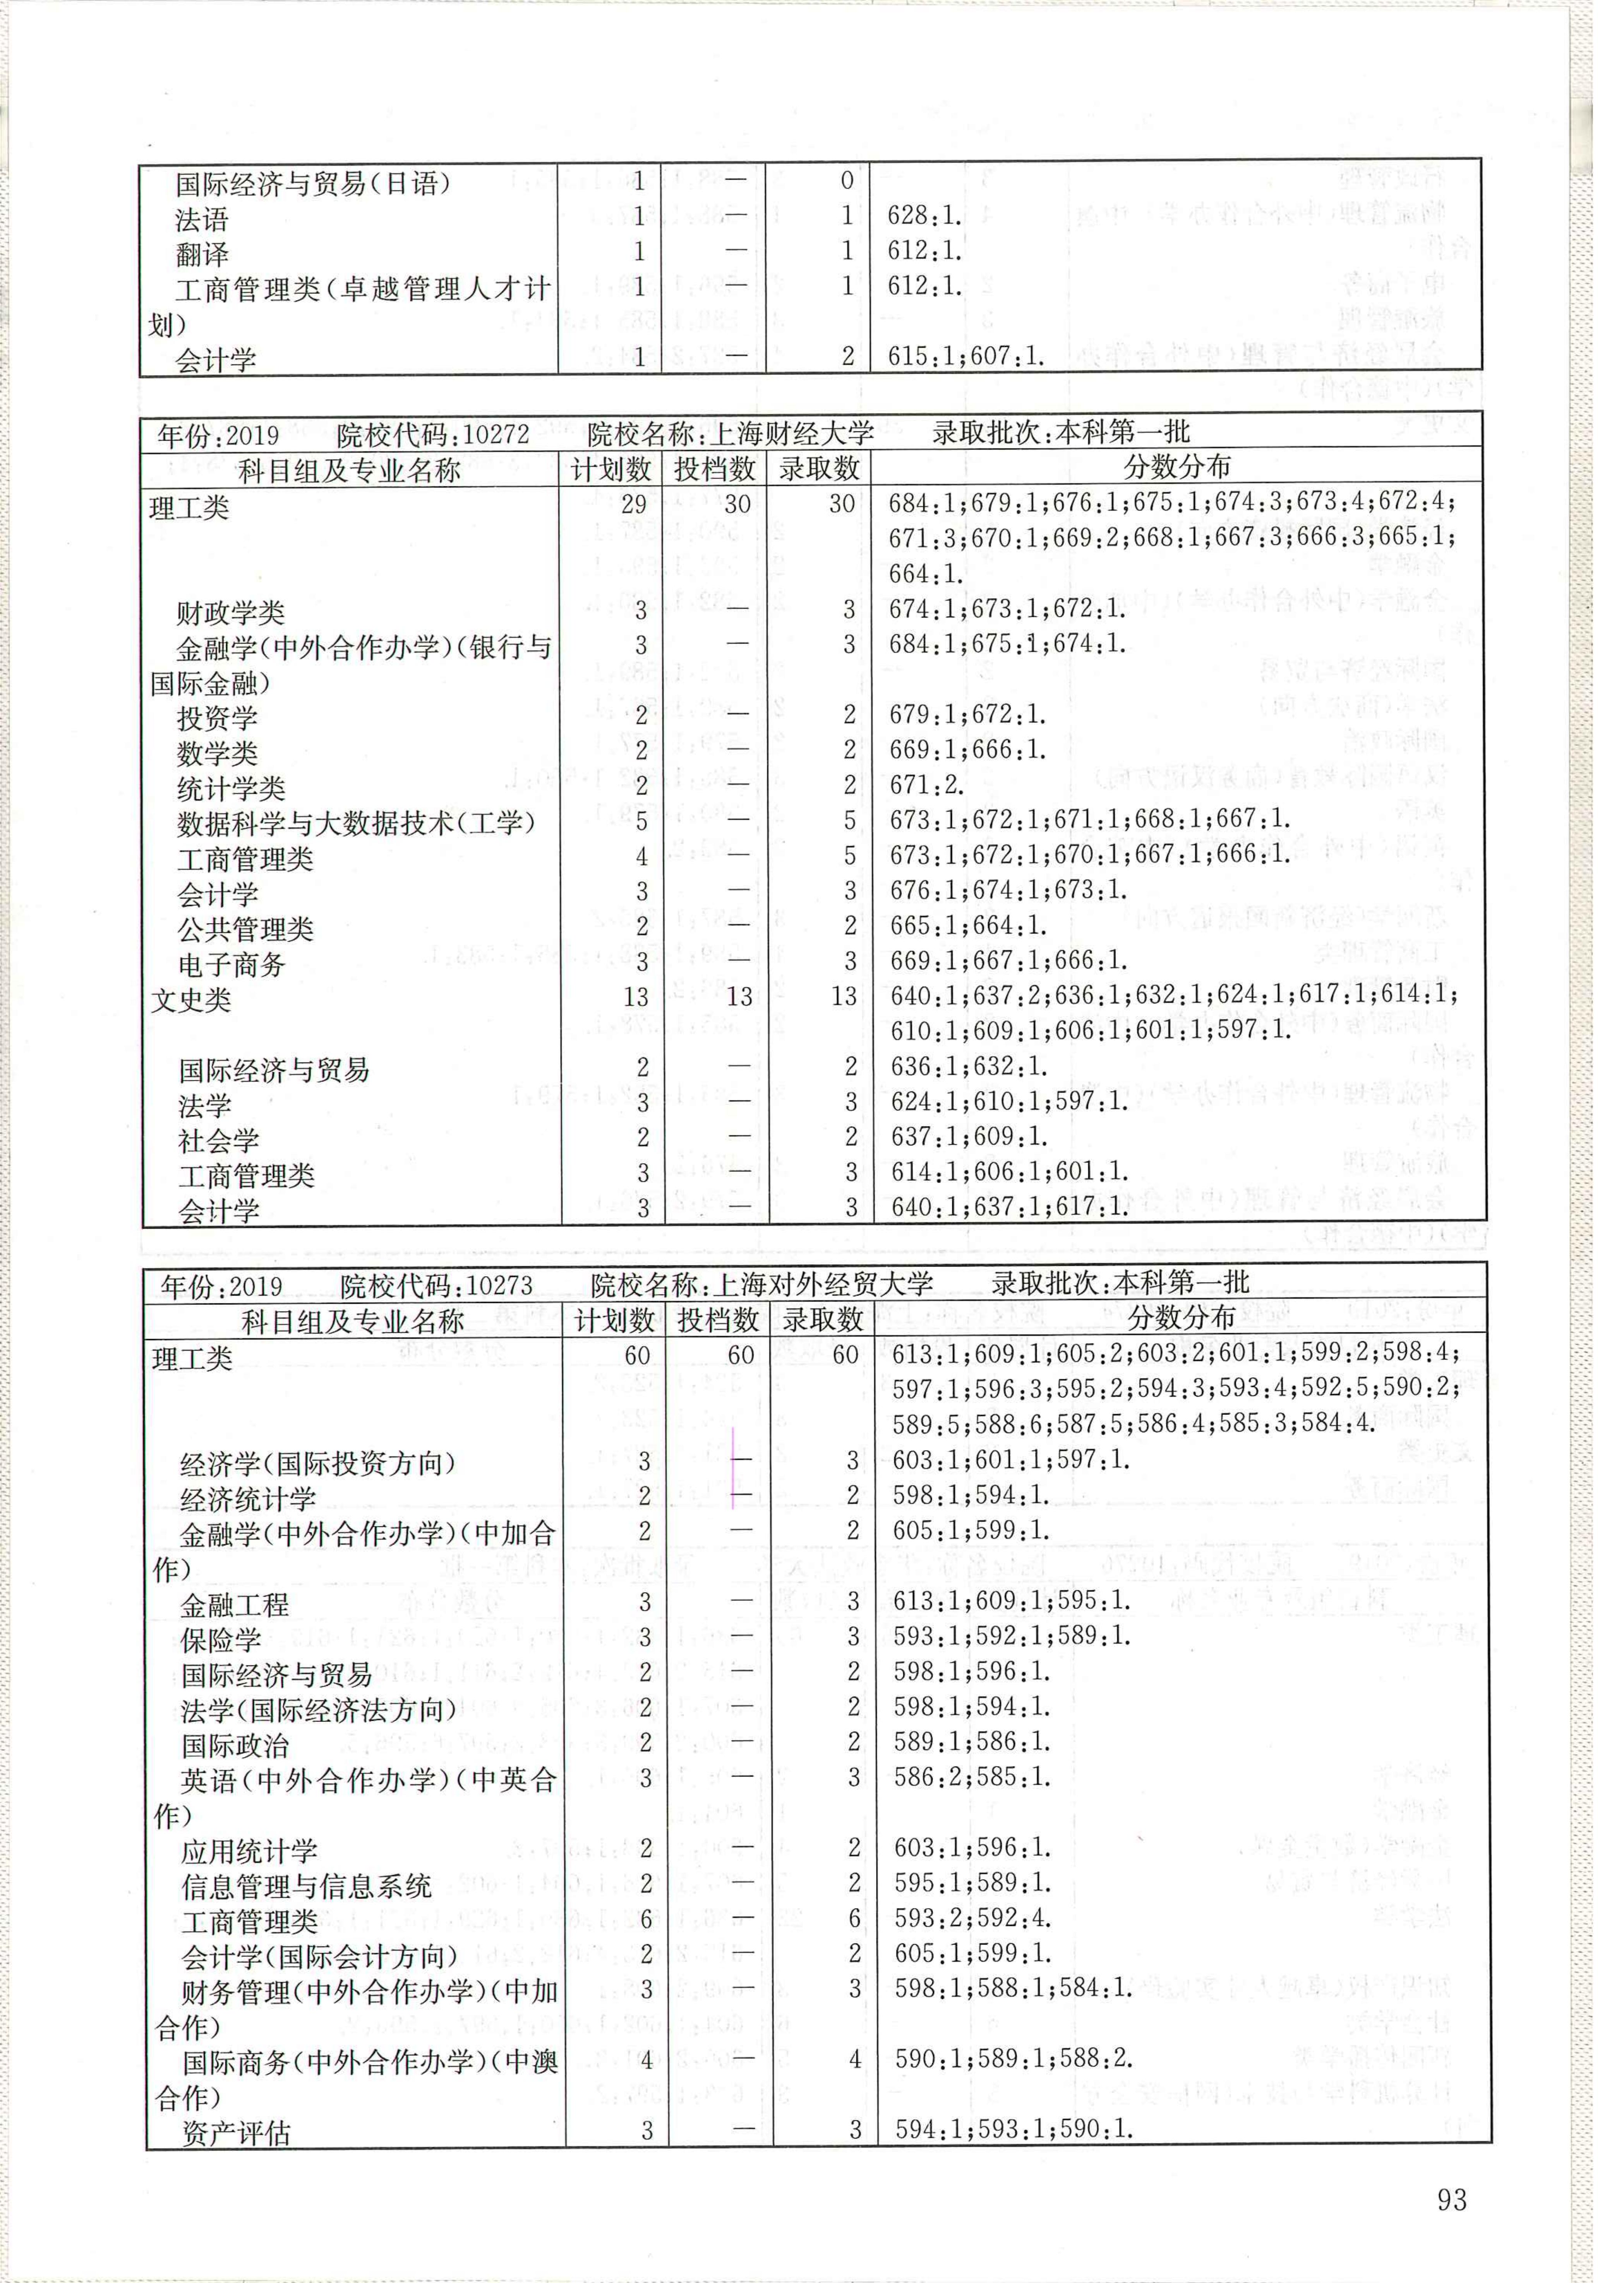 国际经济与贸易(日语) 1 — 0
法语 1 — 1 628:1.
翻译 1 — 1 612:1.
工商管理类(卓越管理人才计 1 — 1 612:1.
划)
会计学 1 — 2 615:1;607:1.
年份:2019 院校代码:10272 院校名称:上海财经大学 录取批次:本科第一批
科目组及专业名称 计划数 投档数 录取数 分数分布
理工类 29 30 30 684:1;679:1;676:1;675:1;674:3;673:4;672:4;
671:3;670:1;669:2;668:1;667:3;666:3;665:1;
664:1.
财政学类 3 — 3 674:1;673:1;672:1.
金融学(中外合作办学)(银行与 3 — 3 684:1;675:1;674:1.
国际金融)
投资学 2 — 2 679:1;672:1.
数学类 2 — 2 669:1;666:1.
统计学类 2 — 2 671:2.
数据科学与大数据技术(工学) 5 — 5 673:1;672:1;671:1;668:1;667:1.
工商管理类 4 — 5 673:1;672:1;670:1;667:1;666:1.
会计学 3 — 3 676:1;674:1;673:1.
公共管理类 2 — 2 665:1;664:1.
电子商务 3 — 3 669:1;667:1;666:1.
文史类 13 13 13 640:1;637:2;636:1;632:1;624:1;617:1;614:1;
610:1;609:1;606:1;601:1;597:1.
国际经济与贸易 2 — 2 636:1;632:1.
法学 3 — 3 624:1;610:1;597:1.
社会学 2 — 2 637:1;609:1.
工商管理类 3 — 3 614:1;606:1;601:1.
会计学 3 — 3 640:1;637:1;617:1.
年份:2019 院校代码:10273 院校名称:上海对外经贸大学 录取批次:本科第一批
科目组及专业名称 计划数 投档数 录取数 分数分布
理工类 60 60 60 613:1;609:1;605:2;603:2;601:1;599:2;598:4;
597:1;596:3;595:2;594:3;593:4;592:5;590:2;
589:5;588:6;587:5;586:4;585:3;584:4.
经济学(国际投资方向) 3 — 3 603:1;601:1;597:1.
经济统计学 2 — 2 598:1;594:1.
金融学(中外合作办学)(中加合 2 — 2 605:1;599:1.
作)
金融工程 3 — 3 613:1;609:1;595:1.
保险学 3 — 3 593:1;592:1;589:1.
国际经济与贸易 2 — 2 598:1;596:1.
法学(国际经济法方向) 2 — 2 598:1;594:1.
国际政治 2 — 2 589:1;586:1.
英语(中外合作办学)(中英合 3 — 3 586:2;585:1.
作)
应用统计学 2 — 2 603:1;596:1.
信息管理与信息系统 2 — 2 595:1;589:1.
工商管理类 6 — 6 593:2;592:4.
会计学(国际会计方向) 2 — 2 605:1;599:1.
财务管理(中外合作办学)(中加 3 — 3 598:1;588:1;584:1.
合作)
国际商务(中外合作办学)(中澳 4 — 4 590:1;589:1;588:2.
合作)
资产评估 3 — 3 594:1;593:1;590:1.
93